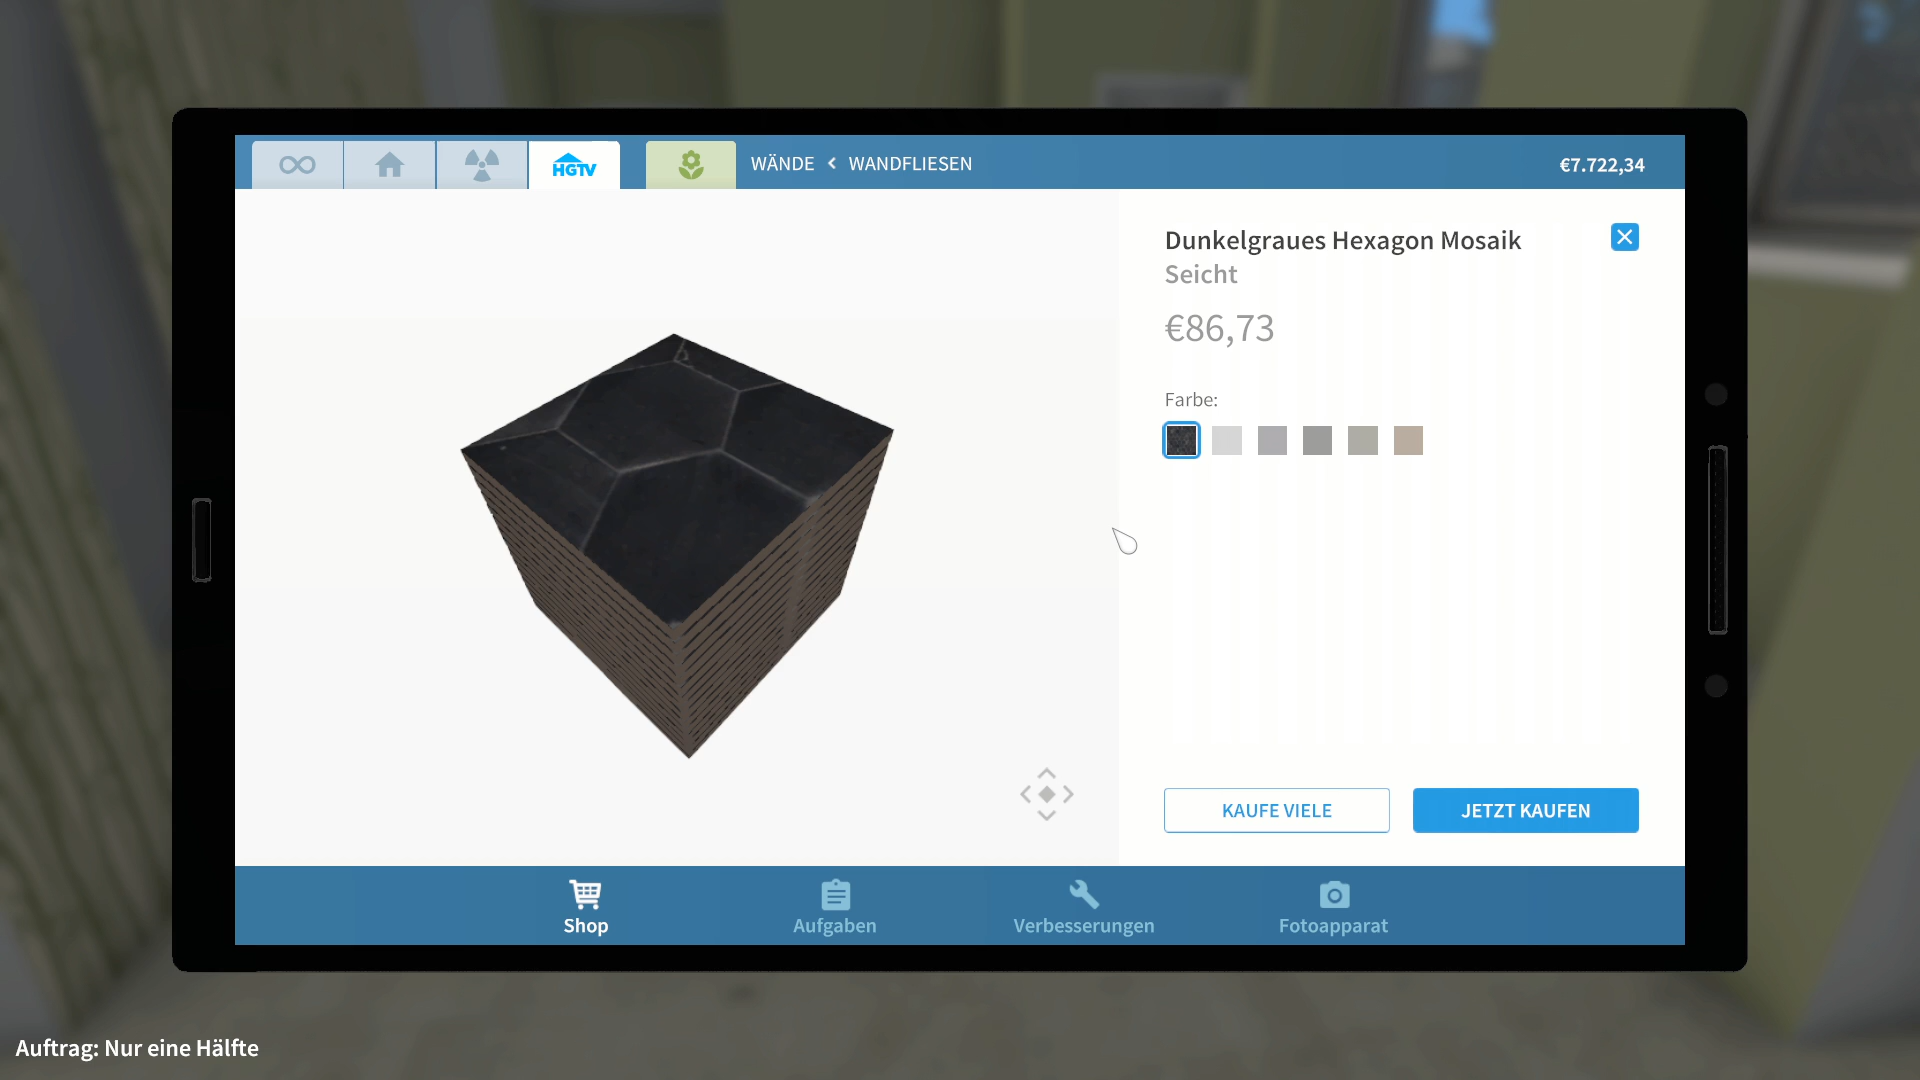 HGTV
WÄNDE < WANDFLIESEN
€7.722,34
Dunkelgraues Hexagon Mosaik
Seicht
€86,73
Farbe:
KAUFE VIELE
JETZT KAUFEN
Shop
Aufgaben
Verbesserungen
Fotoapparat
Auftrag: Nur eine Hälfte